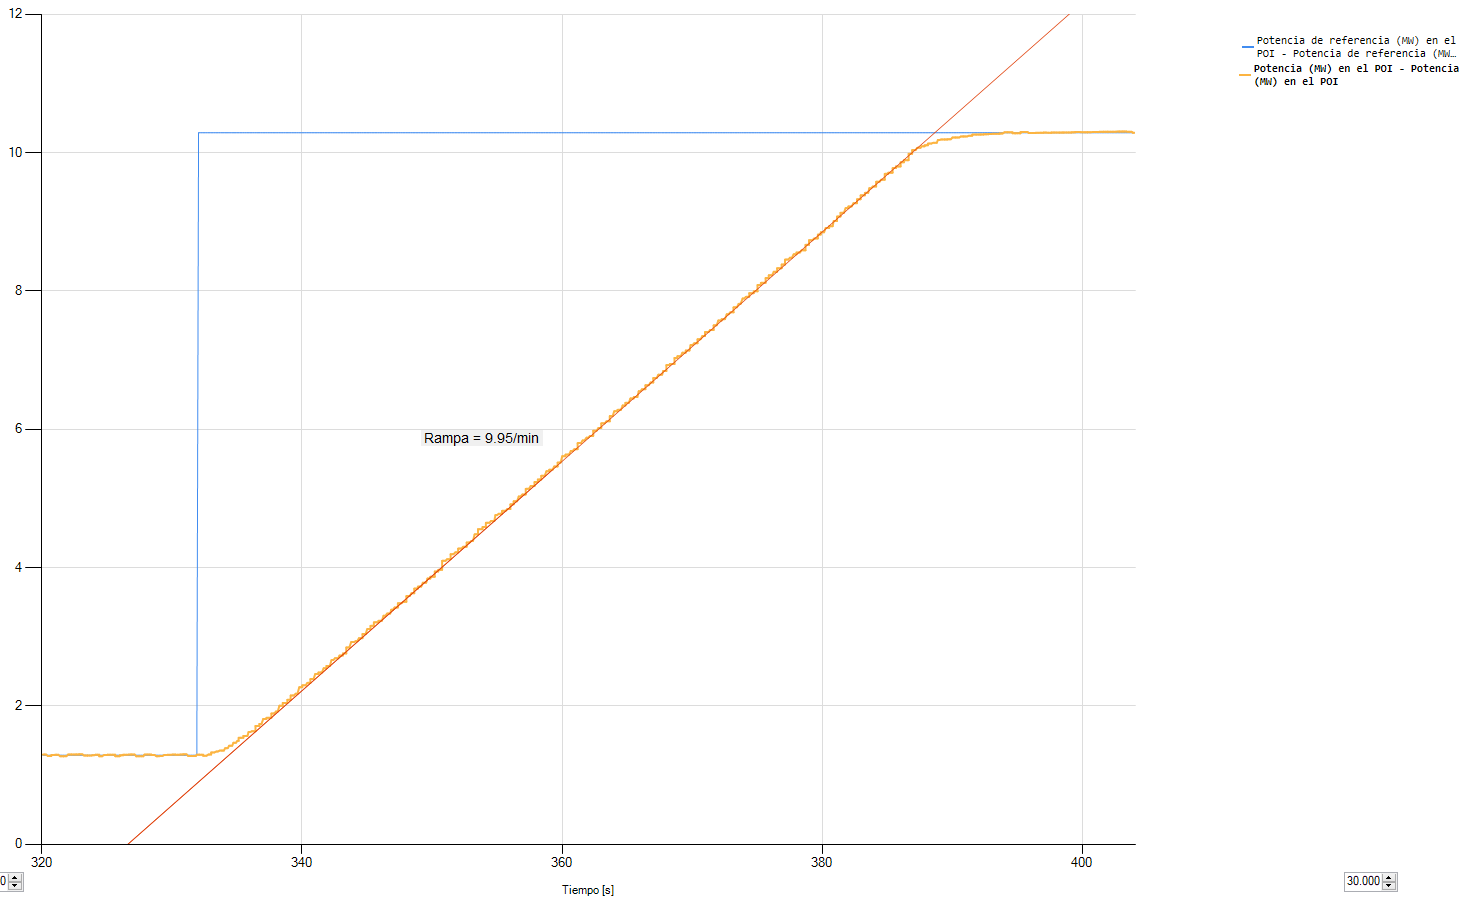 12
10
8
6
4
2
0
320
340
360
380
400
Tiempo [s]
Rampa = 9.95/min
Potencia de referencia (MW) en el
POI - Potencia de referencia (MW…
Potencia (MW) en el POI - Potencia
(MW) en el POI
0
30.000